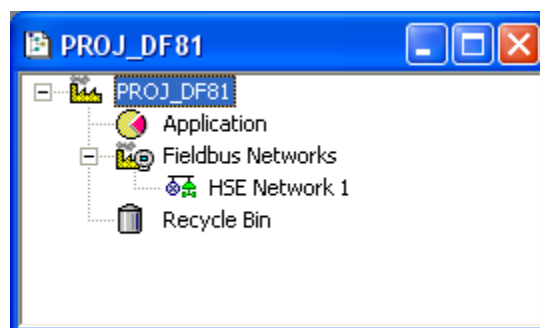 PROJ_DF81
PROJ_DF81
Application
Fieldbus Networks
HSE Network 1
Recycle Bin